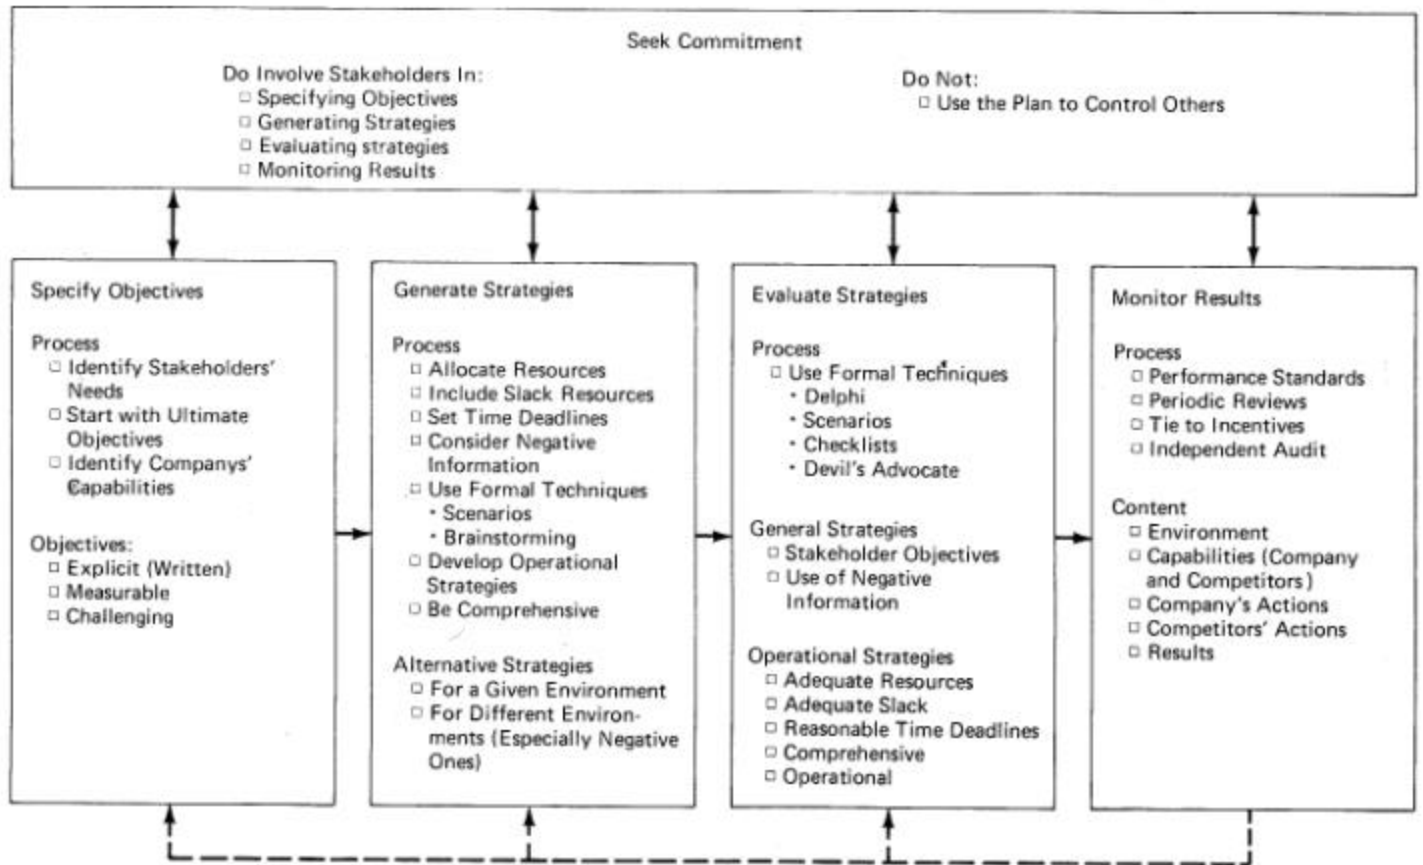 Seek Commitment
Do Involve Stakeholders In:
□ Specifying Objectives
□ Generating Strategies
□ Evaluating strategies
□ Monitoring Results
Do Not:
□ Use the Plan to Control Others
Specify Objectives
Process
□ Identify Stakeholders'
Needs
□ Start with Ultimate
Objectives
□ Identify Companys'
Capabilities
Objectives:
□ Explicit (Written)
□ Measurable
□ Challenging
Generate Strategies
Process
□ Allocate Resources
□ Include Slack Resources
□ Set Time Deadlines
□ Consider Negative
Information
□ Use Formal Techniques
• Scenarios
• Brainstorming
□ Develop Operational
Strategies
□ Be Comprehensive
Alternative Strategies
□ For a Given Environment
□ For Different Environ-
ments (Especially Negative
Ones)
Evaluate Strategies
Process
□ Use Formal Techniques
• Delphi
• Scenarios
• Checklists
• Devil's Advocate
General Strategies
□ Stakeholder Objectives
□ Use of Negative
Information
Operational Strategies
□ Adequate Resources
□ Adequate Slack
□ Reasonable Time Deadlines
□ Comprehensive
□ Operational
Monitor Results
Process
□ Performance Standards
□ Periodic Reviews
□ Tie to Incentives
□ Independent Audit
Content
□ Environment
□ Capabilities (Company
and Competitors)
□ Company's Actions
□ Competitors' Actions
□ Results